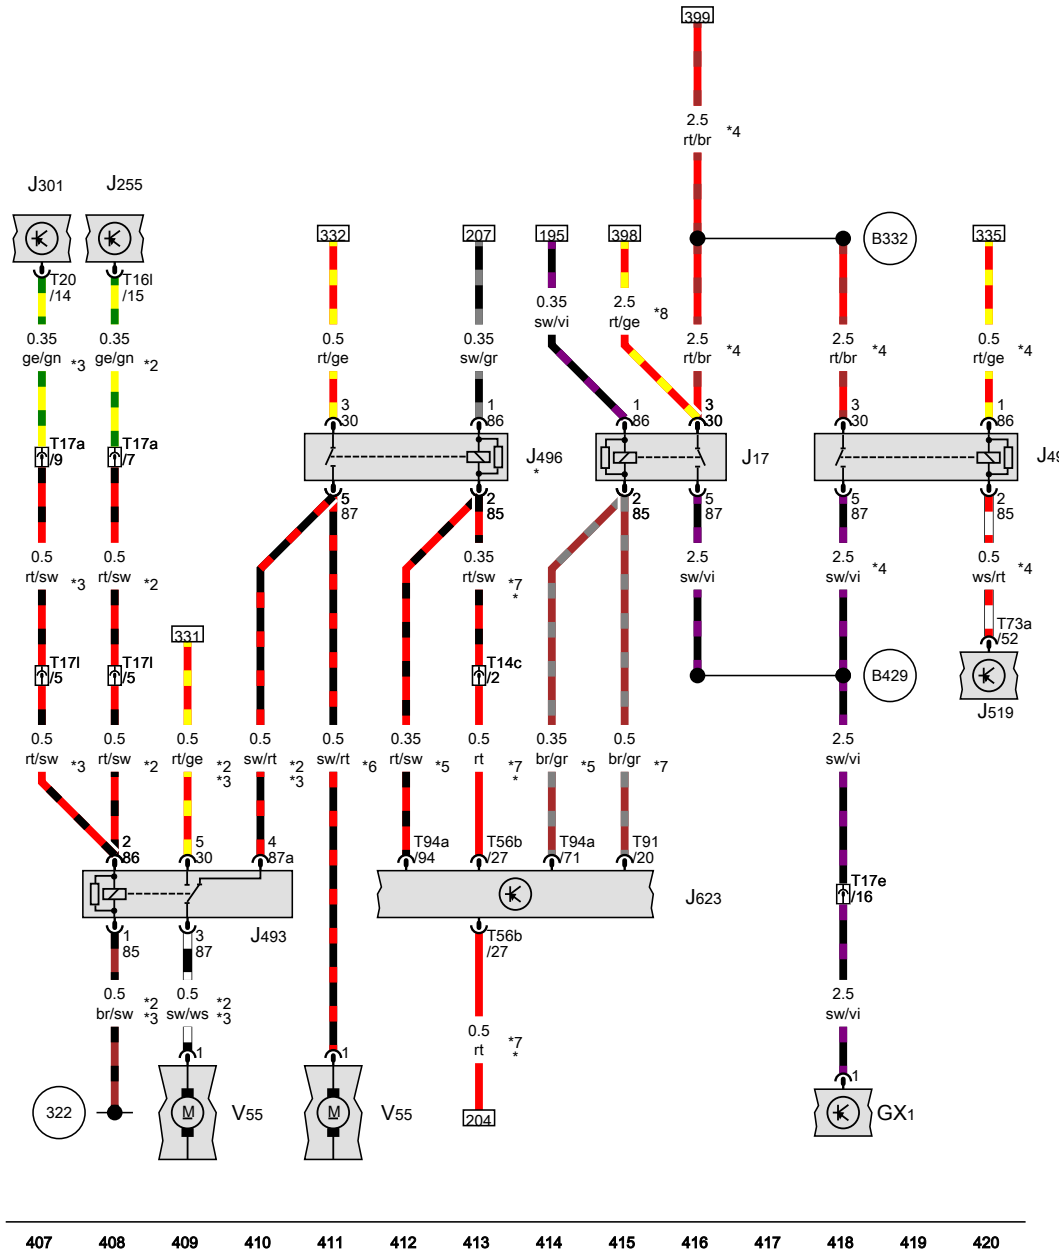 399
2.5
rt/br *4
J301 J255
332 207 195 398 B332 335
T20
/14
T16l
/15
0.35
ge/gn *3
0.35
ge/gn *2
0.5
rt/ge
0.35
sw/gr
0.35
sw/vi
2.5
rt/ge *8
2.5
rt/br *4
2.5
rt/br *4
0.5
rt/ge *4
3
30
1
86
1
86
3
30
3
30
1
86
T17a
/9
T17a
/7
J496
*
J17
J49
5
87
2
85
2
85
5
87
5
87
2
85
0.5
rt/sw *3
0.5
rt/sw *2
0.35
rt/sw *7
*
2.5
sw/vi
2.5
sw/vi *4
0.5
ws/rt *4
331
T73a
/52
T17l
/5
T17l
/5
T14c
/2
B429
J519
0.5
rt/sw *3
0.5
rt/sw *2
0.5
rt/ge *2
*3
0.5
sw/rt *2
*3
0.5
sw/rt *6
0.35
rt/sw *5
0.5
rt *7
*
0.35
br/gr *5
0.5
br/gr *7
2.5
sw/vi
2
86
5
30
4
87a
T94a
/94
T56b
/27
T94a
/71
T91
/20
T17e
/16
J623
J493
1
85
3
87
T56b
/27
0.5
br/sw *2
*3
0.5
sw/ws *2
*3
2.5
sw/vi
0.5
rt *7
*
1
1
1
322
M
V55
M
V55
204
GX1
407 408 409 410 411 412 413 414 415 416 417 418 419 420